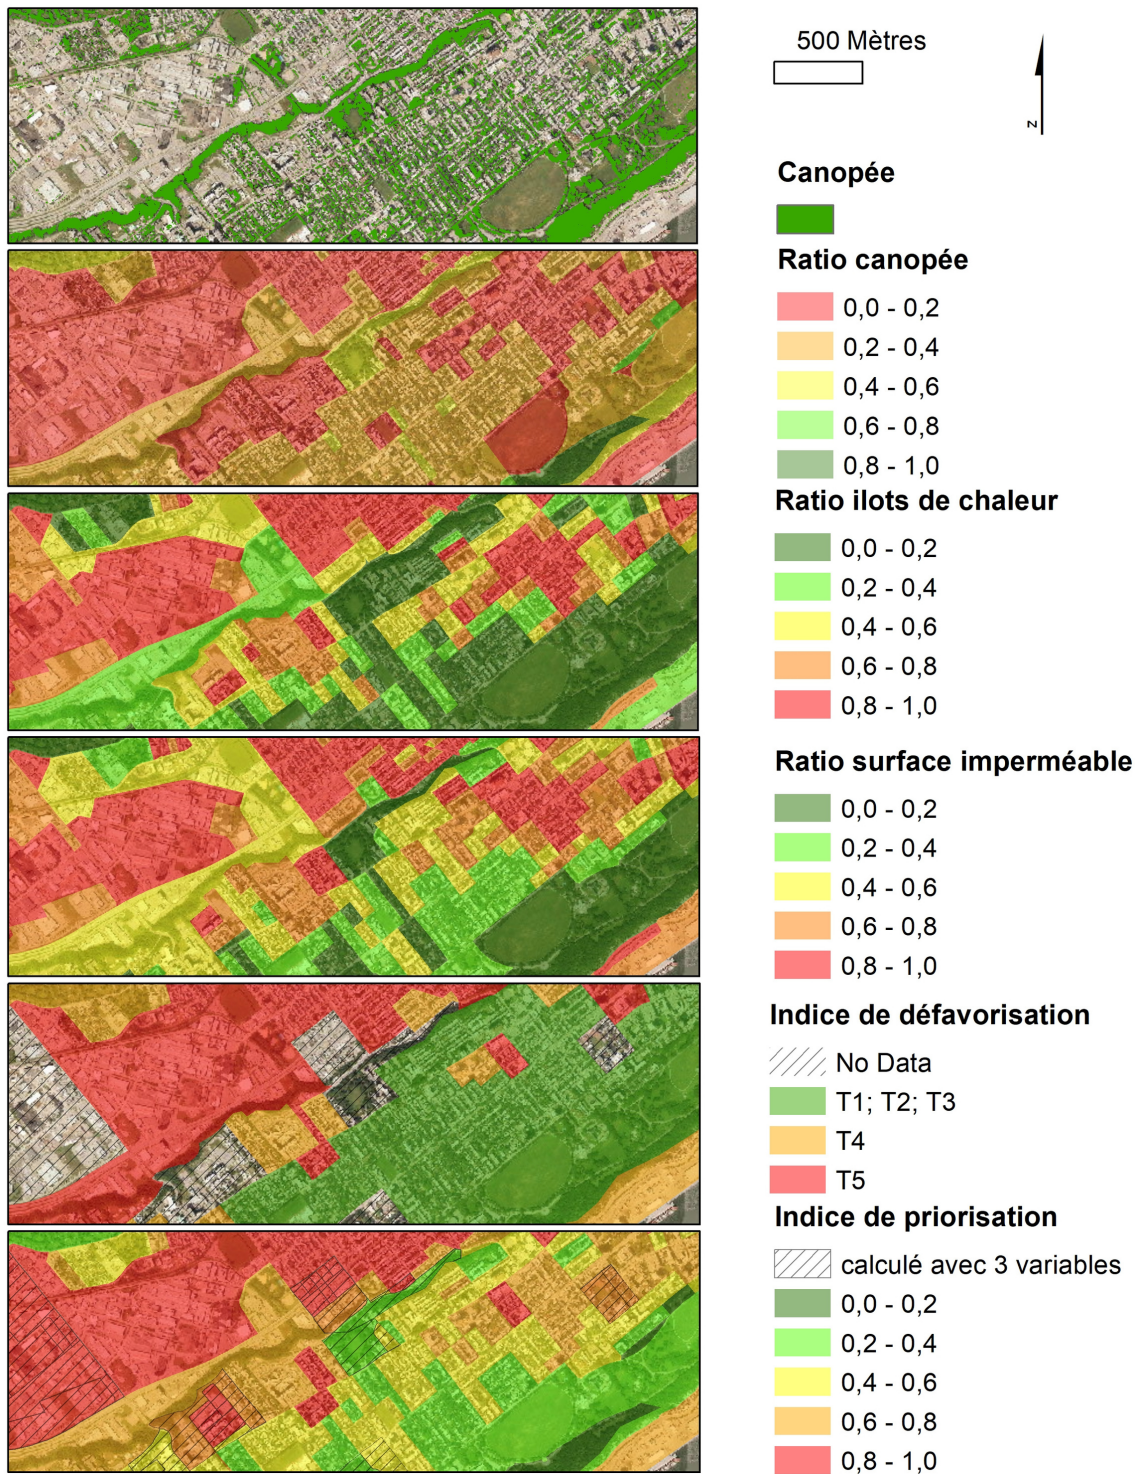 500 Mètres
z
Canopée
Ratio canopée
0,0 - 0,2
0,2 - 0,4
0,4 - 0,6
0,6 - 0,8
0,8 - 1,0
Ratio ilots de chaleur
0,0 - 0,2
0,2 - 0,4
0,4 - 0,6
0,6 - 0,8
0,8 - 1,0
Ratio surface imperméable
0,0 - 0,2
0,2 - 0,4
0,4 - 0,6
0,6 - 0,8
0,8 - 1,0
Indice de défavorisation
No Data
T1; T2; T3
T4
T5
Indice de priorisation
calculé avec 3 variables
0,0 - 0,2
0,2 - 0,4
0,4 - 0,6
0,6 - 0,8
0,8 - 1,0